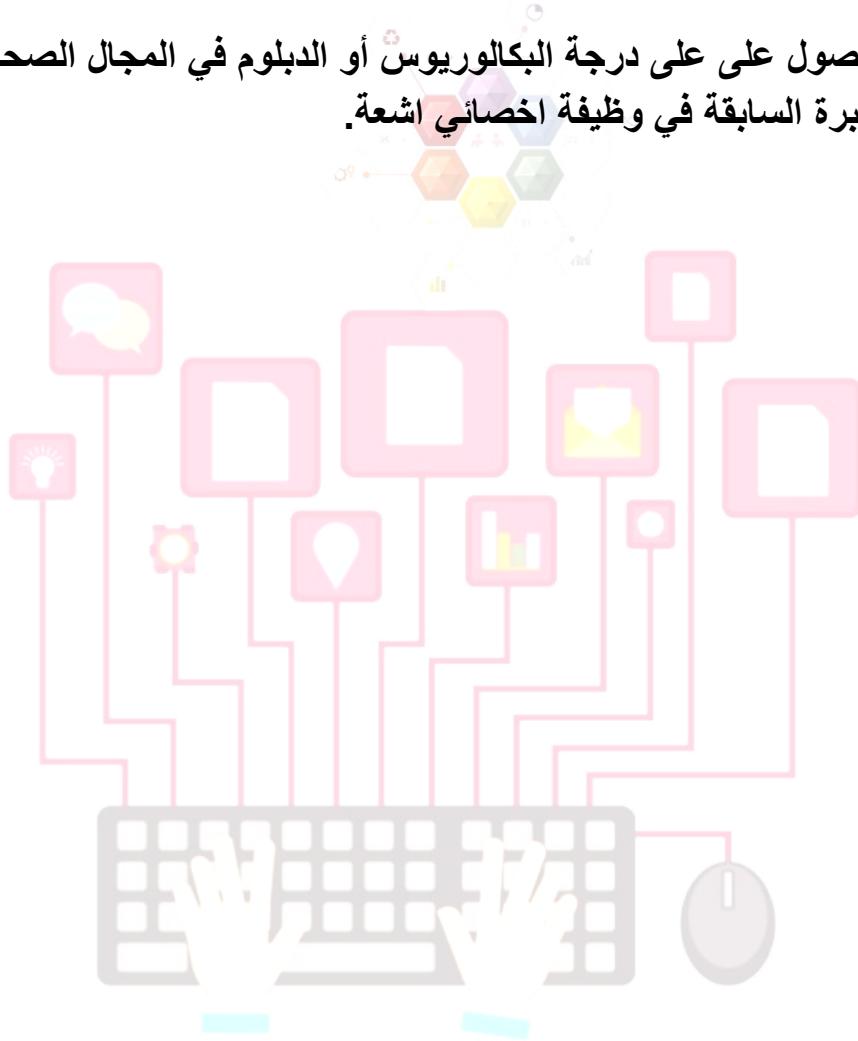 صول على على درجة البكالوريوس أو الدبلوم في المجال الصح
برة السابقة في وظيفة اخصائي اشعة.